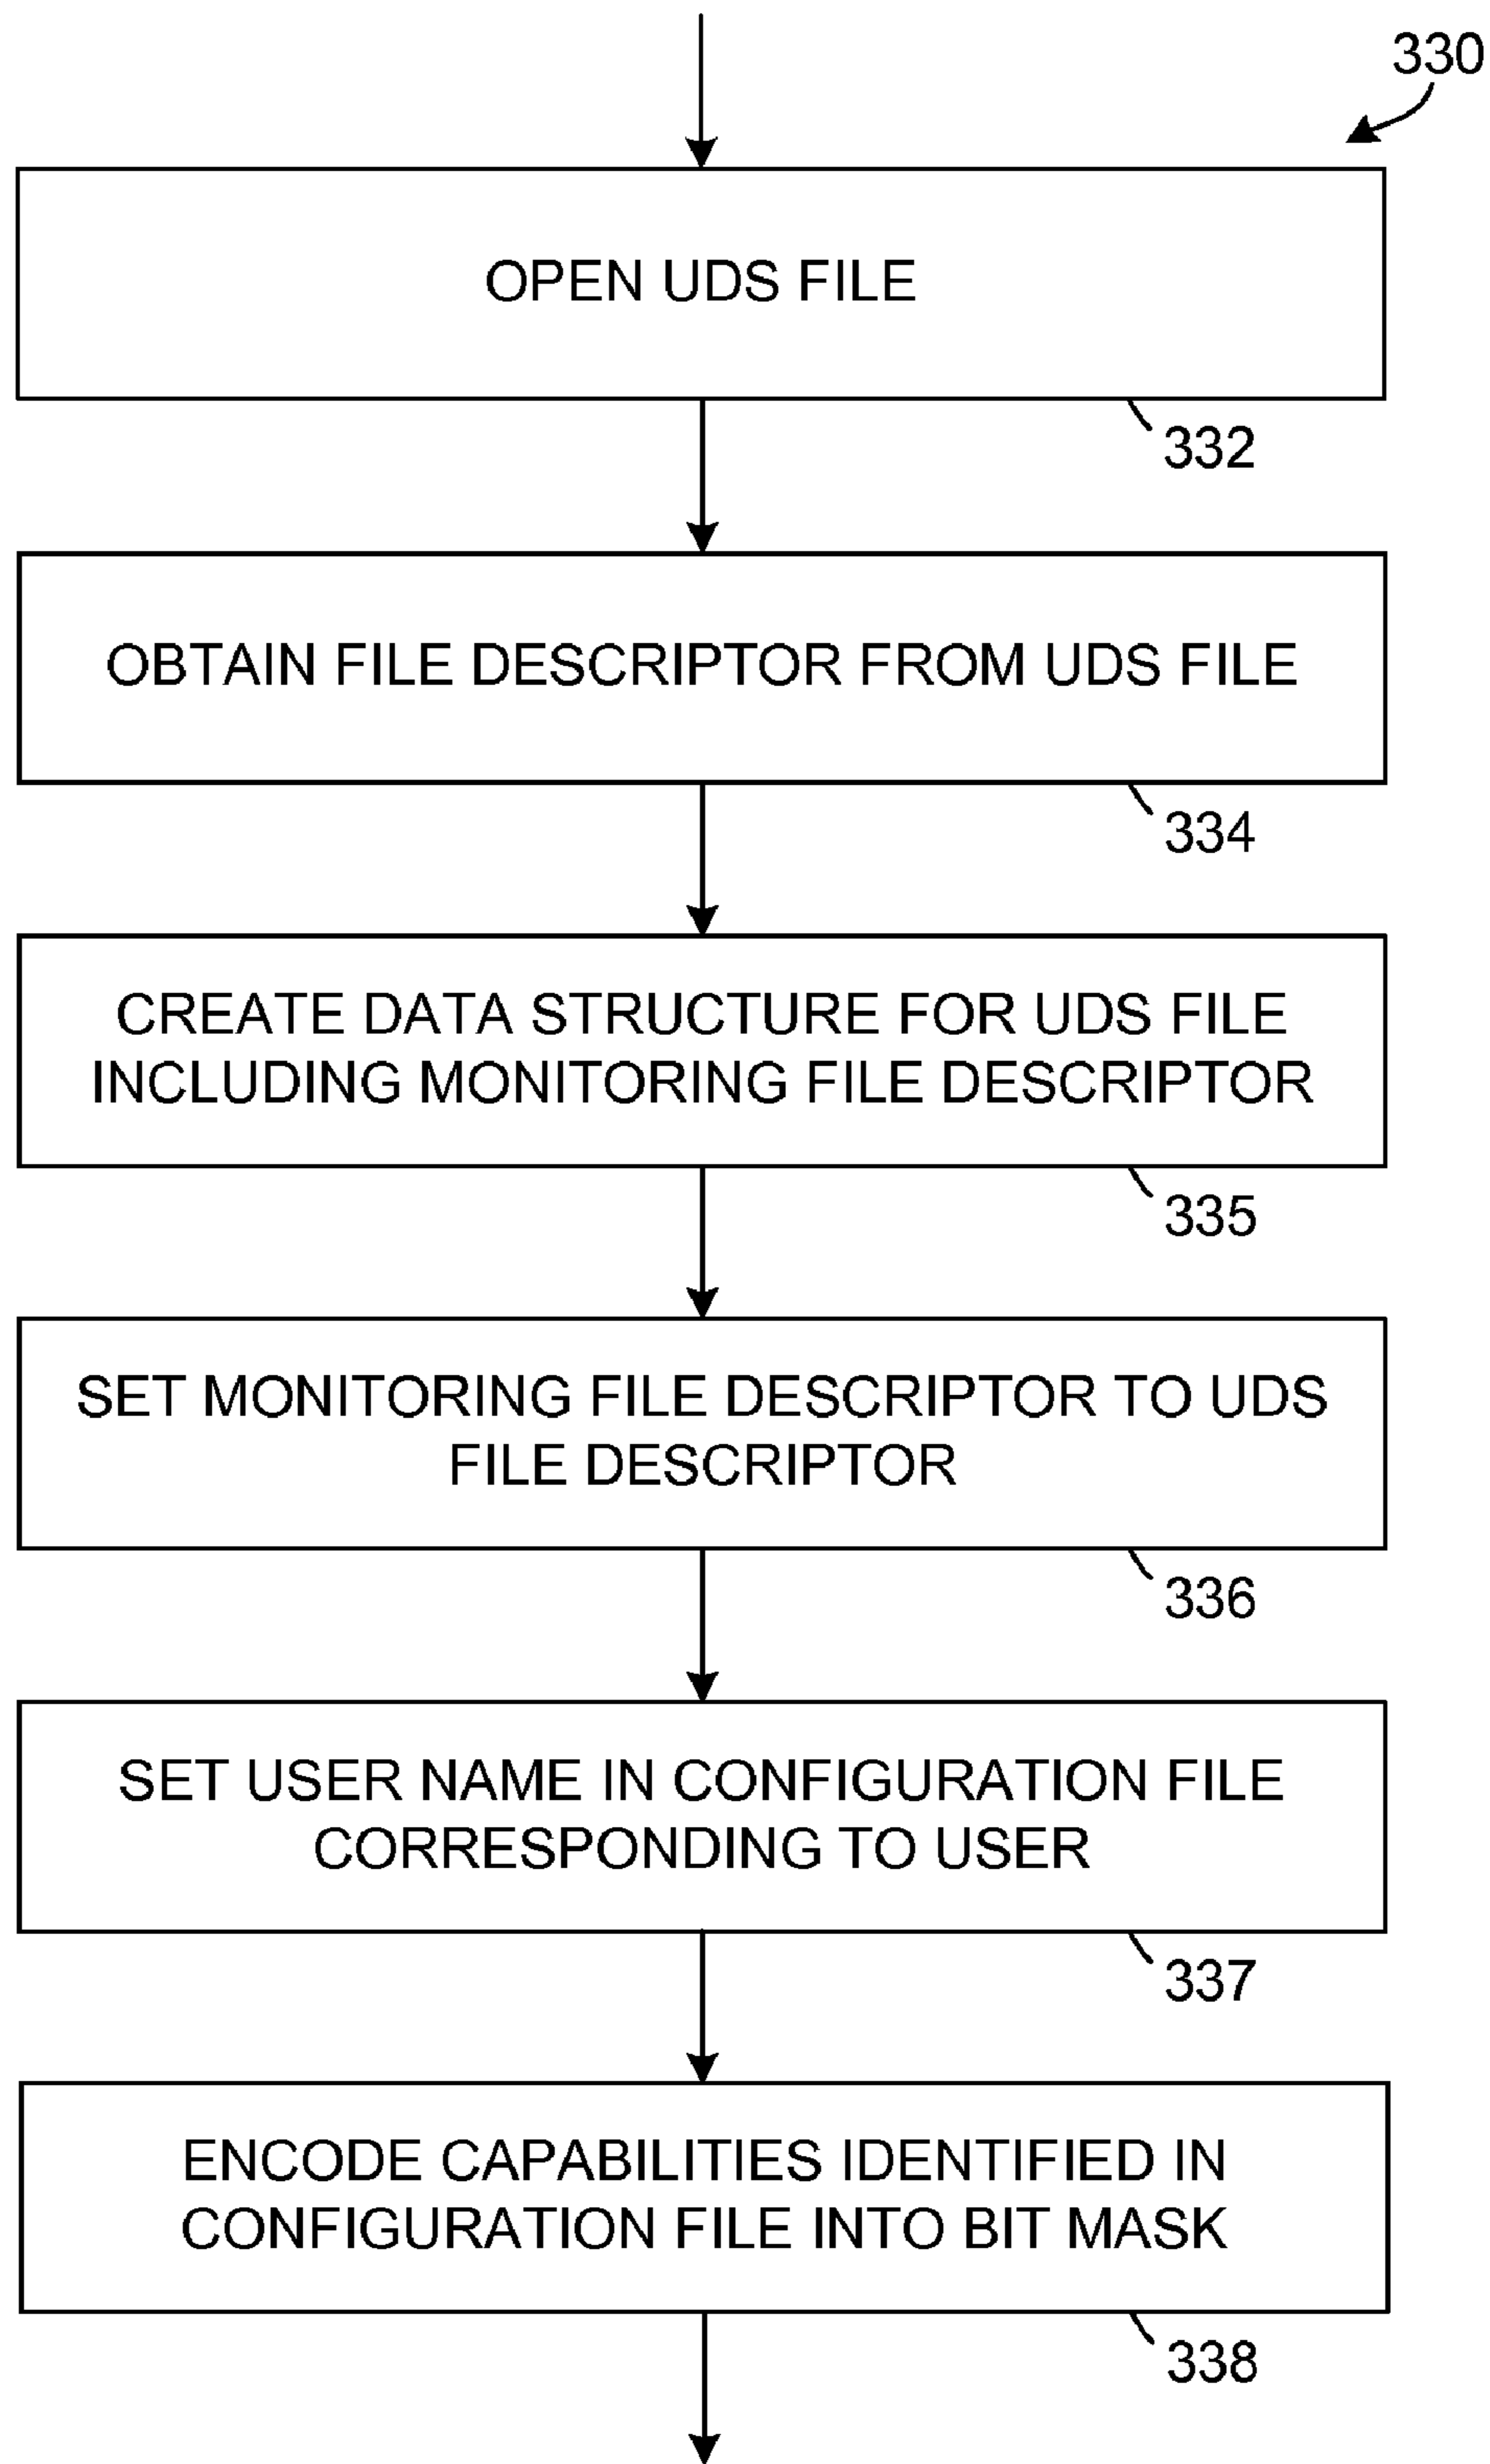 330
OPEN UDS FILE
332
OBTAIN FILE DESCRIPTOR FROM UDS FILE
334
CREATE DATA STRUCTURE FOR UDS FILE
INCLUDING MONITORING FILE DESCRIPTOR
335
SET MONITORING FILE DESCRIPTOR TO UDS
FILE DESCRIPTOR
336
SET USER NAME IN CONFIGURATION FILE
CORRESPONDING TO USER
337
ENCODE CAPABILITIES IDENTIFIED IN
CONFIGURATION FILE INTO BIT MASK
338